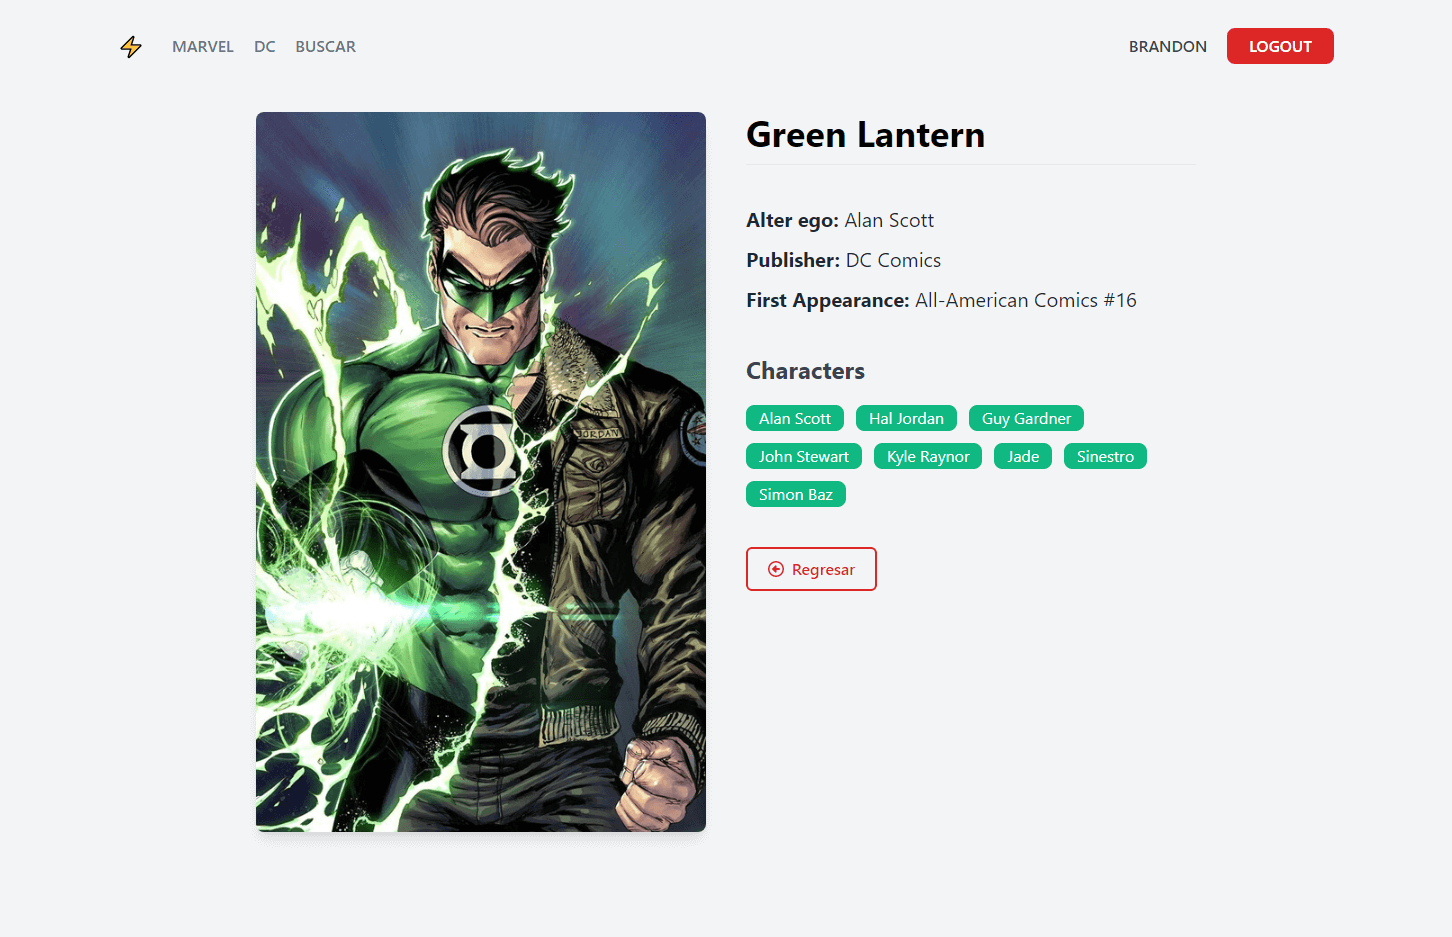 MARVEL DC BUSCAR BRANDON LOGOUT
Green Lantern
Alter ego: Alan Scott
Publisher: DC Comics
First Appearance: All-American Comics #16
Characters
Alan Scott Hal Jordan Guy Gardner
John Stewart Kyle Raynor Jade Sinestro
Simon Baz
Regresar
JORDAN